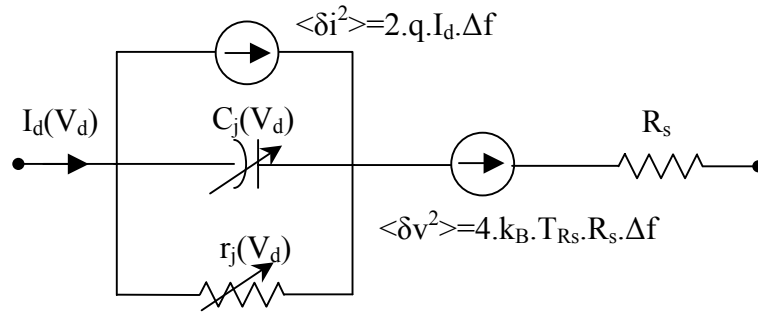 <δi²>=2.q.I_d.Δf
I_d(V_d)
C_j(V_d)
R_s
<δv²>=4.k_B.T_Rs.R_s.Δf
r_j(V_d)